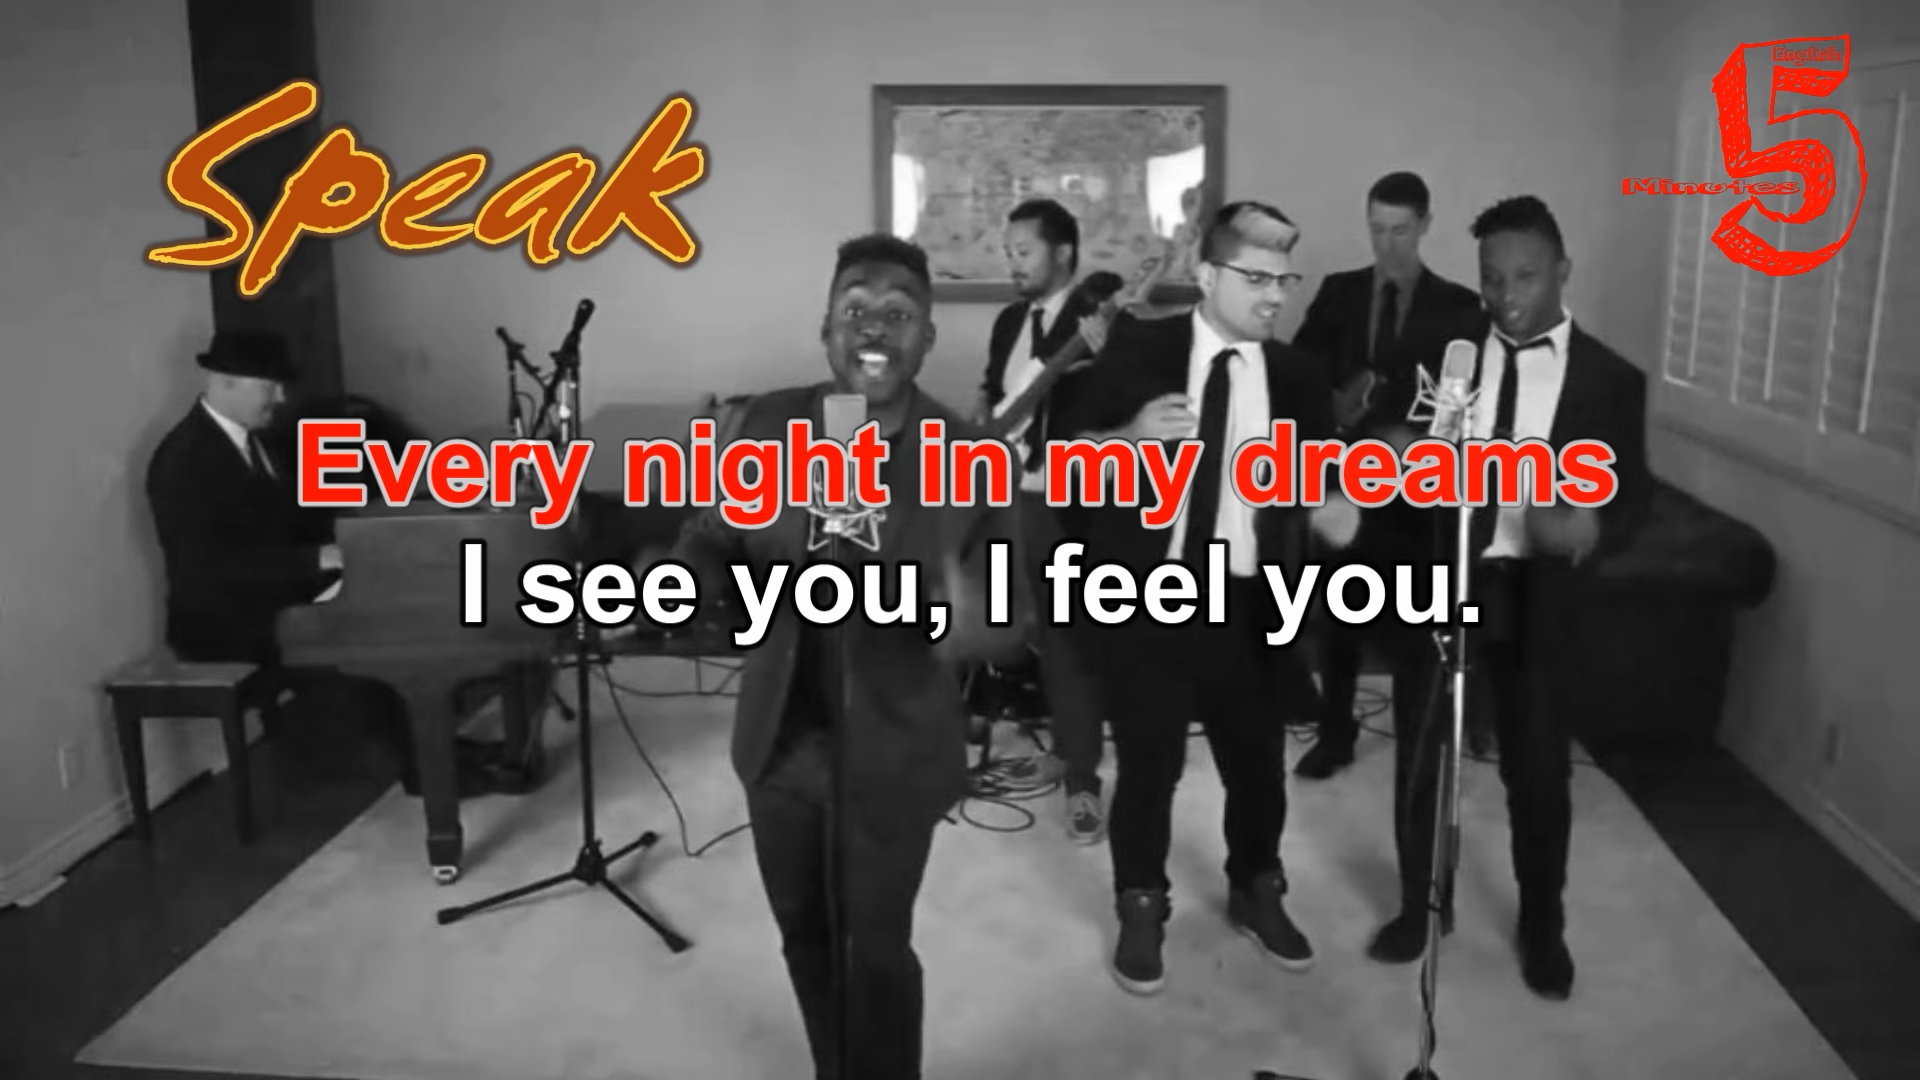 Speak
English
5
Minutes
Every night in my dreams
I see you, I feel you.